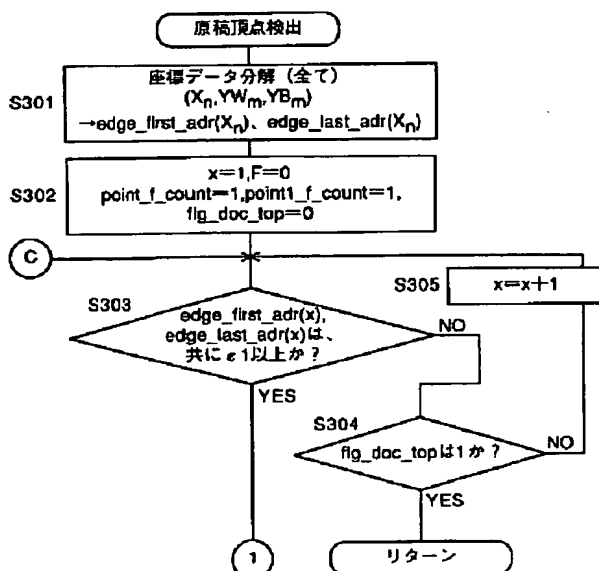 原稿頂点検出
S301
座標データ分解（全て）
(Xn,YWm,YBm)
→edge_first_adr(Xn)、edge_last_adr(Xn)
S302
x=1,F=0
point_f_count=1,point1_f_count=1,
flg_doc_top=0
C
S305
x=x+1
S303
edge_first_adr(x),
edge_last_adr(x)は、
共にε1以上か？
NO
YES
S304
flg_doc_topは1か？
NO
YES
1
リターン